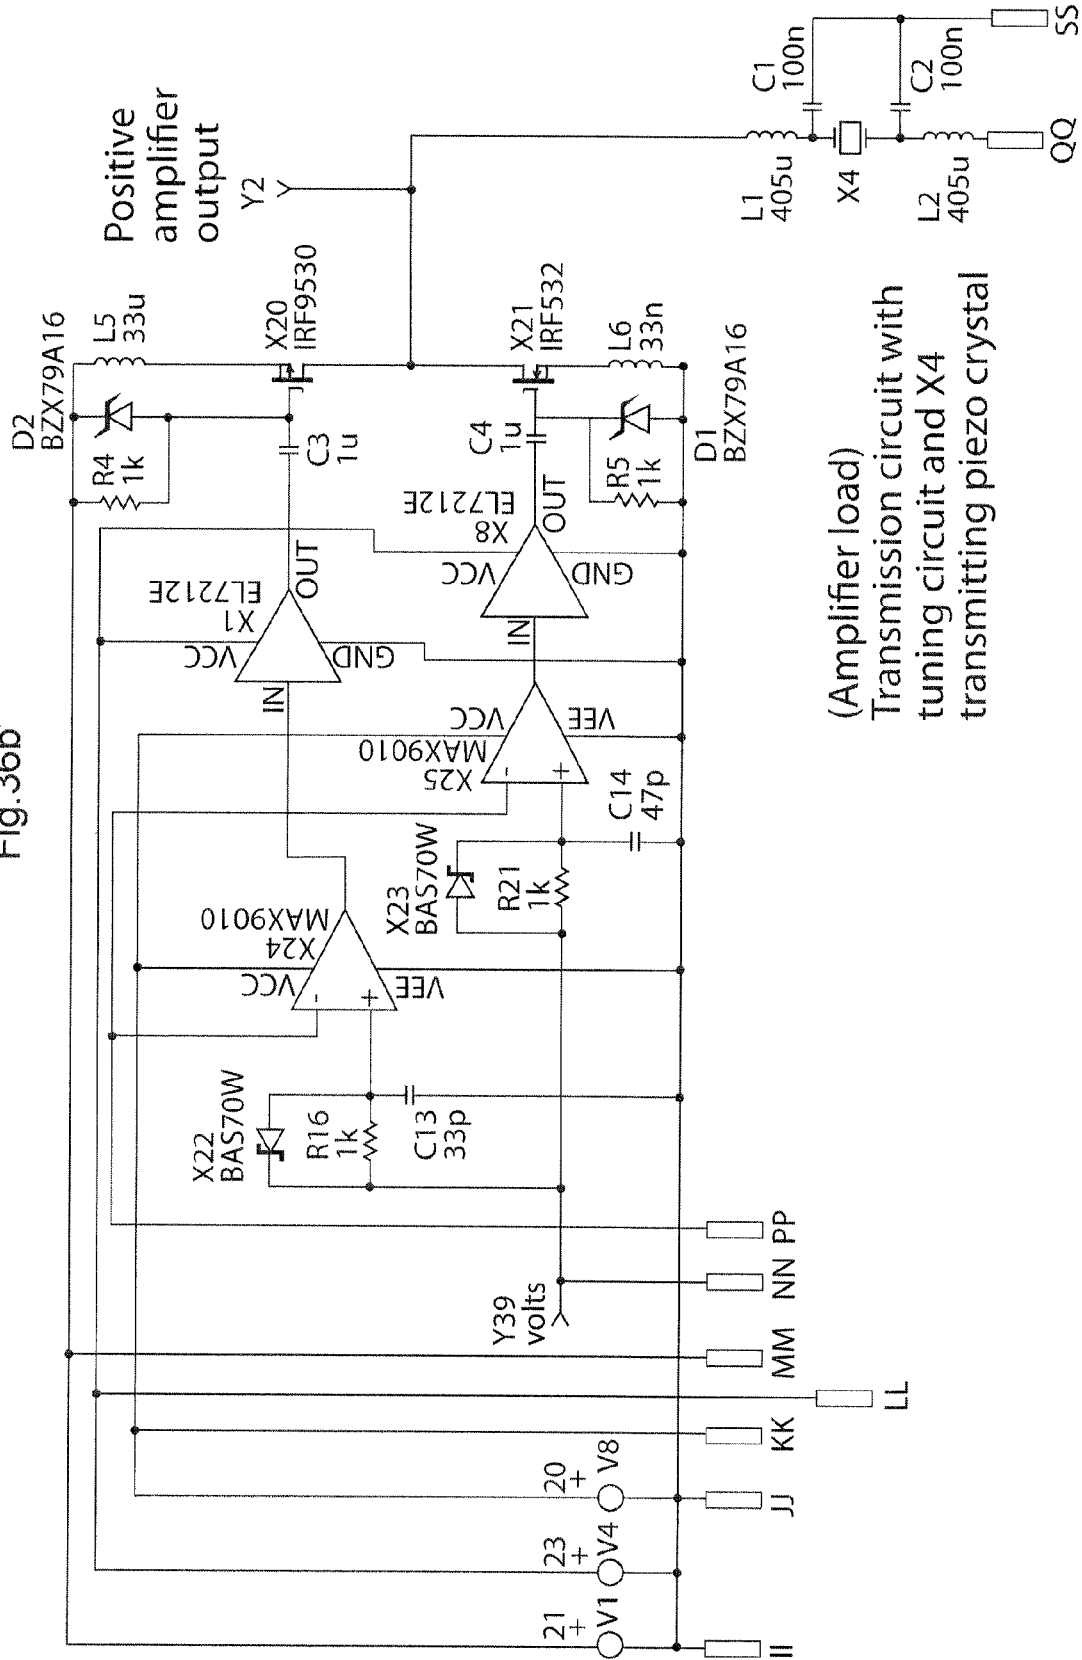 Fig.36b
D2
BZX79A16
L5
33u
R4
1k
C3
1u
X20
IRF9530
Positive
amplifier
output
Y2
X1
EL7212E
VCC
GND
IN
OUT
X8
EL7212E
VCC
GND
IN
OUT
C4
1u
X21
IRF532
L6
33n
R5
1k
D1
BZX79A16
X24
MAX9010
VCC
VEE
-
+
X25
MAX9010
VCC
VEE
-
+
X22
BAS70W
R16
1k
C13
33p
X23
BAS70W
R21
1k
C14
47p
Y39
volts
21
+
V1
23
+
V4
20
+
V8
II
JJ
KK
LL
MM
NN
PP
L1
405u
X4
L2
405u
C1
100n
C2
100n
QQ
SS
(Amplifier load)
Transmission circuit with
tuning circuit and X4
transmitting piezo crystal